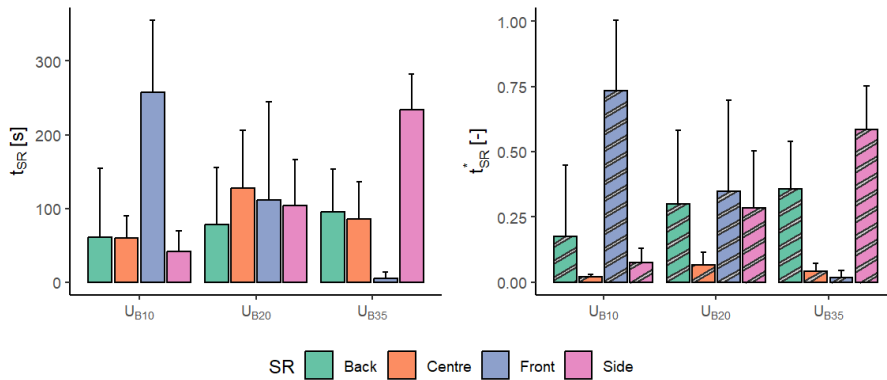 t_SR [s]
300
200
100
0
U_B10 U_B20 U_B35
t*_SR [-]
1.00
0.75
0.50
0.25
0.00
U_B10 U_B20 U_B35
SR Back Centre Front Side